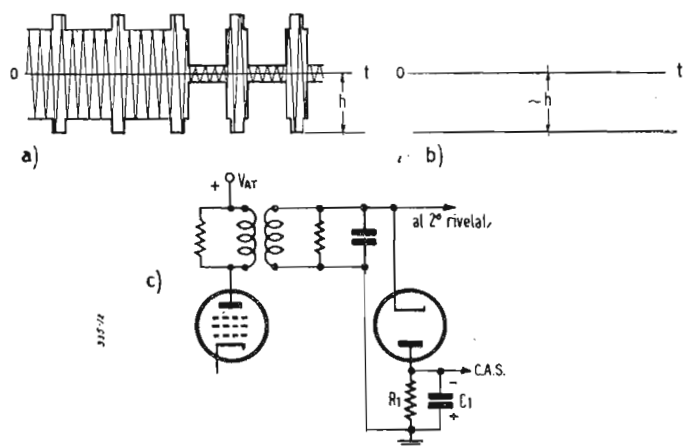 0
t
h
a)
0
t
~h
b)
+ VAT
al 2° rivelat.
c)
C.A.S.
R1
-
C1
+